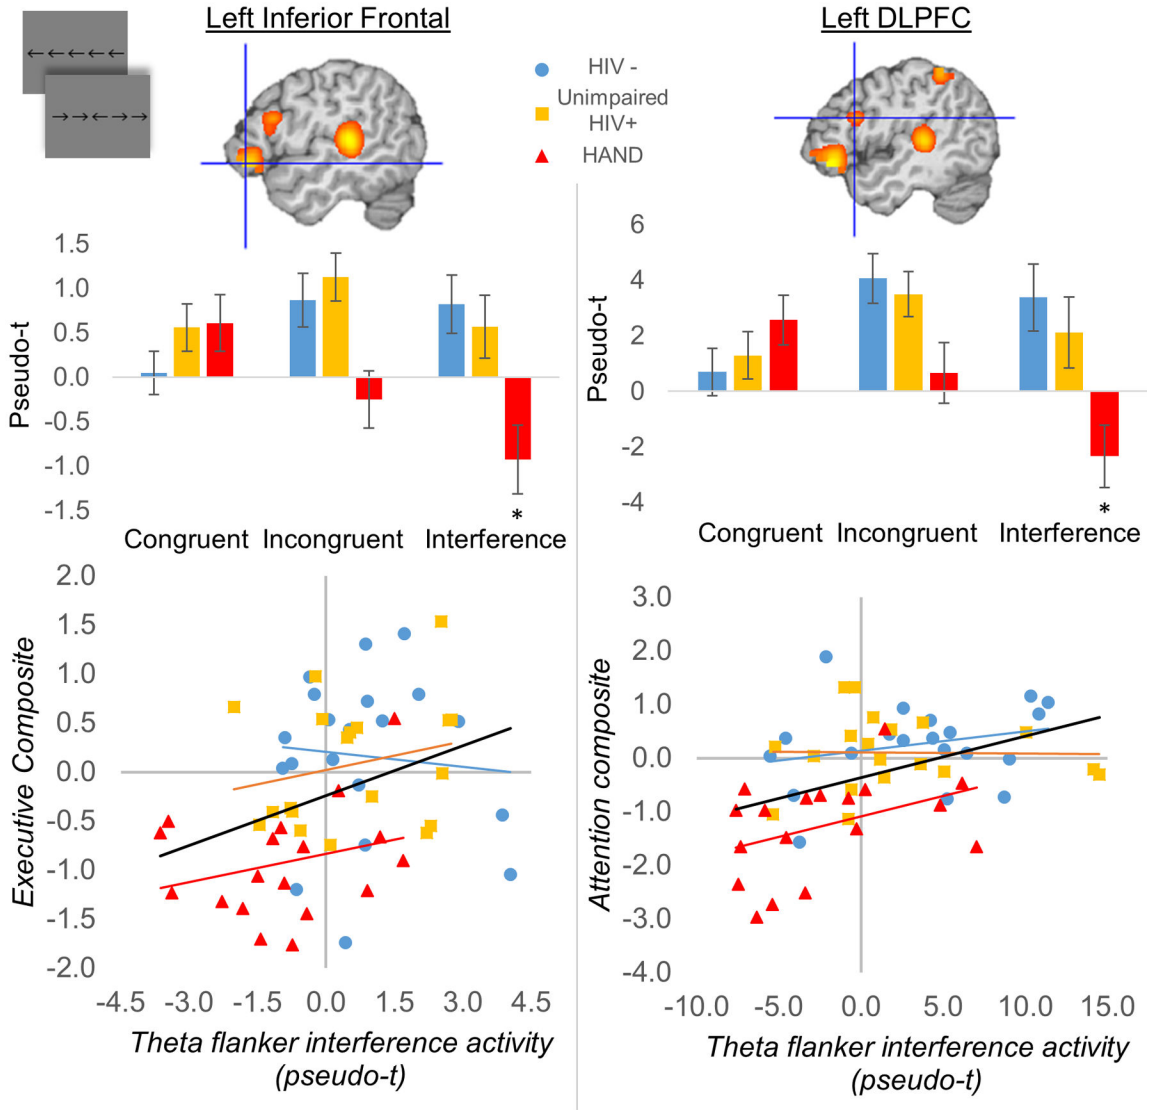 Left Inferior Frontal
Left DLPFC
←←←←←
→→←→→
HIV -
Unimpaired
HIV+
HAND
1.5
1.0
0.5
0.0
-0.5
-1.0
-1.5
Pseudo-t
*
Congruent Incongruent Interference
6
4
2
0
-2
-4
Pseudo-t
*
Congruent Incongruent Interference
2.0
1.5
1.0
0.5
0.0
-0.5
-1.0
-1.5
-2.0
Executive Composite
-4.5 -3.0 -1.5 0.0 1.5 3.0 4.5
Theta flanker interference activity
(pseudo-t)
3.0
2.0
1.0
0.0
-1.0
-2.0
-3.0
-4.0
Attention composite
-10.0 -5.0 0.0 5.0 10.0 15.0
Theta flanker interference activity
(pseudo-t)